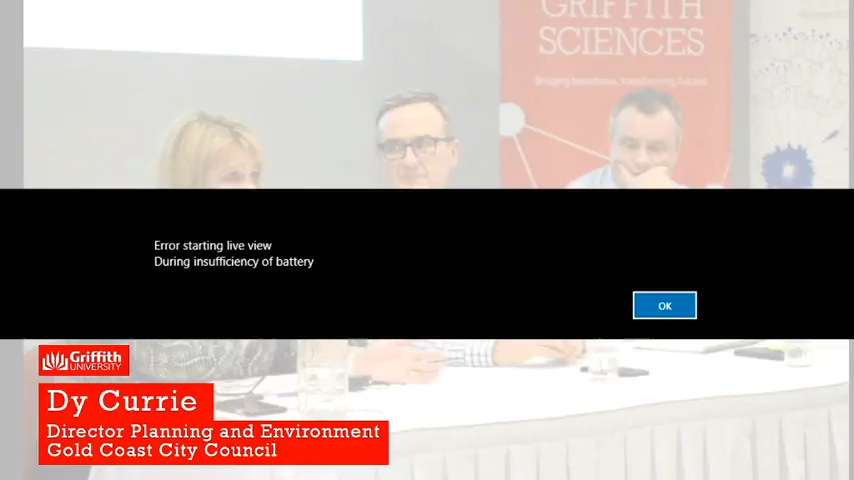 GRIFFITH
SCIENCES
Error starting live view
During insufficiency of battery
OK
Griffith
UNIVERSITY
Dy Currie
Director Planning and Environment
Gold Coast City Council